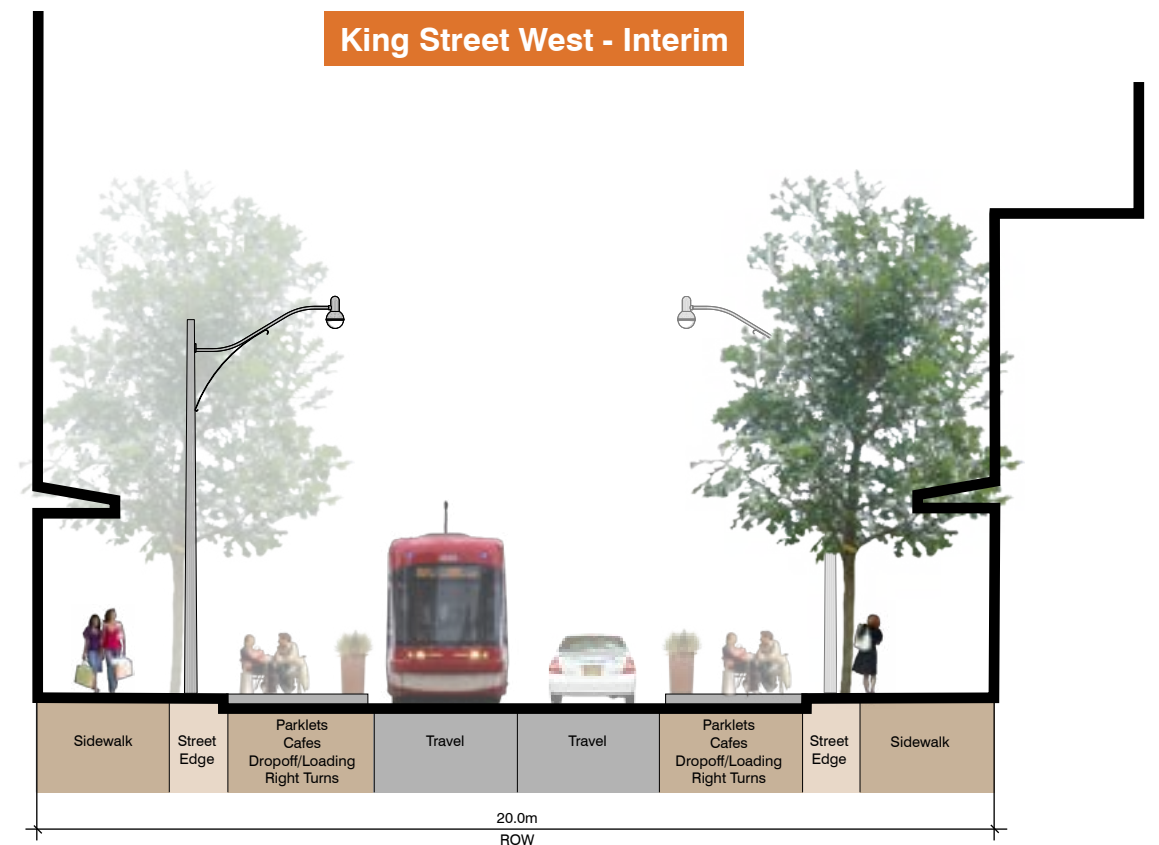 King Street West - Interim
Sidewalk
Street
Edge
Parklets
Cafes
Dropoff/Loading
Right Turns
Travel
Travel
Parklets
Cafes
Dropoff/Loading
Right Turns
Street
Edge
Sidewalk
20.0m
ROW